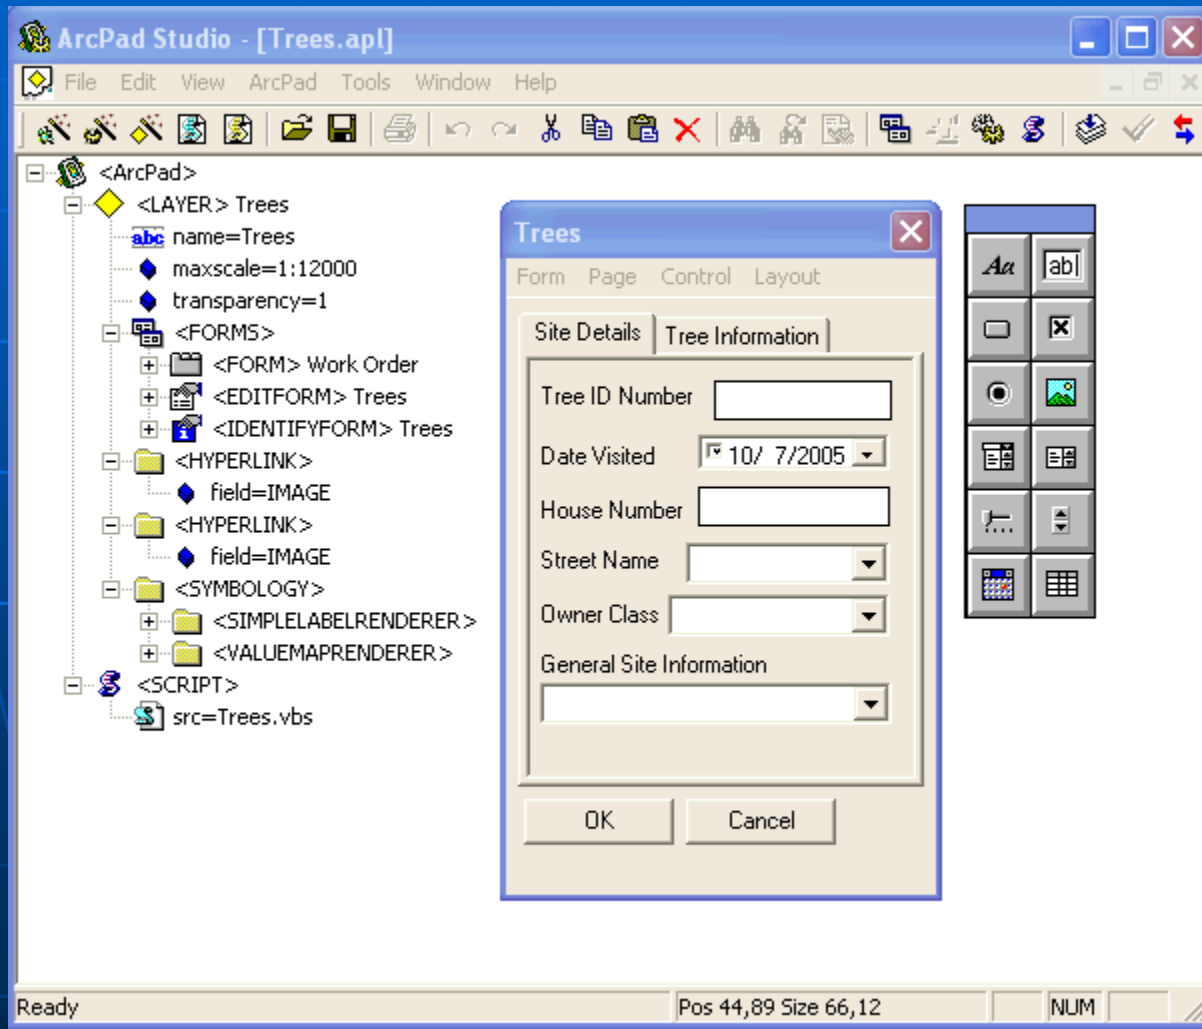 ArcPad Studio - [Trees.apl]
File Edit View ArcPad Tools Window Help
<ArcPad>
<LAYER> Trees
abc name=Trees
maxscale=1:12000
transparency=1
<FORMS>
<FORM> Work Order
<EDITFORM> Trees
<IDENTIFYFORM> Trees
<HYPERLINK>
field=IMAGE
<HYPERLINK>
field=IMAGE
<SYMBOLOGY>
<SIMPLELABELRENDERER>
<VALUEMAPRENDERER>
<SCRIPT>
src=Trees.vbs
Trees
Form Page Control Layout
Site Details Tree Information
Tree ID Number
Date Visited 10/ 7/2005
House Number
Street Name
Owner Class
General Site Information
OK Cancel
Aa ab
Ready Pos 44,89 Size 66,12 NUM